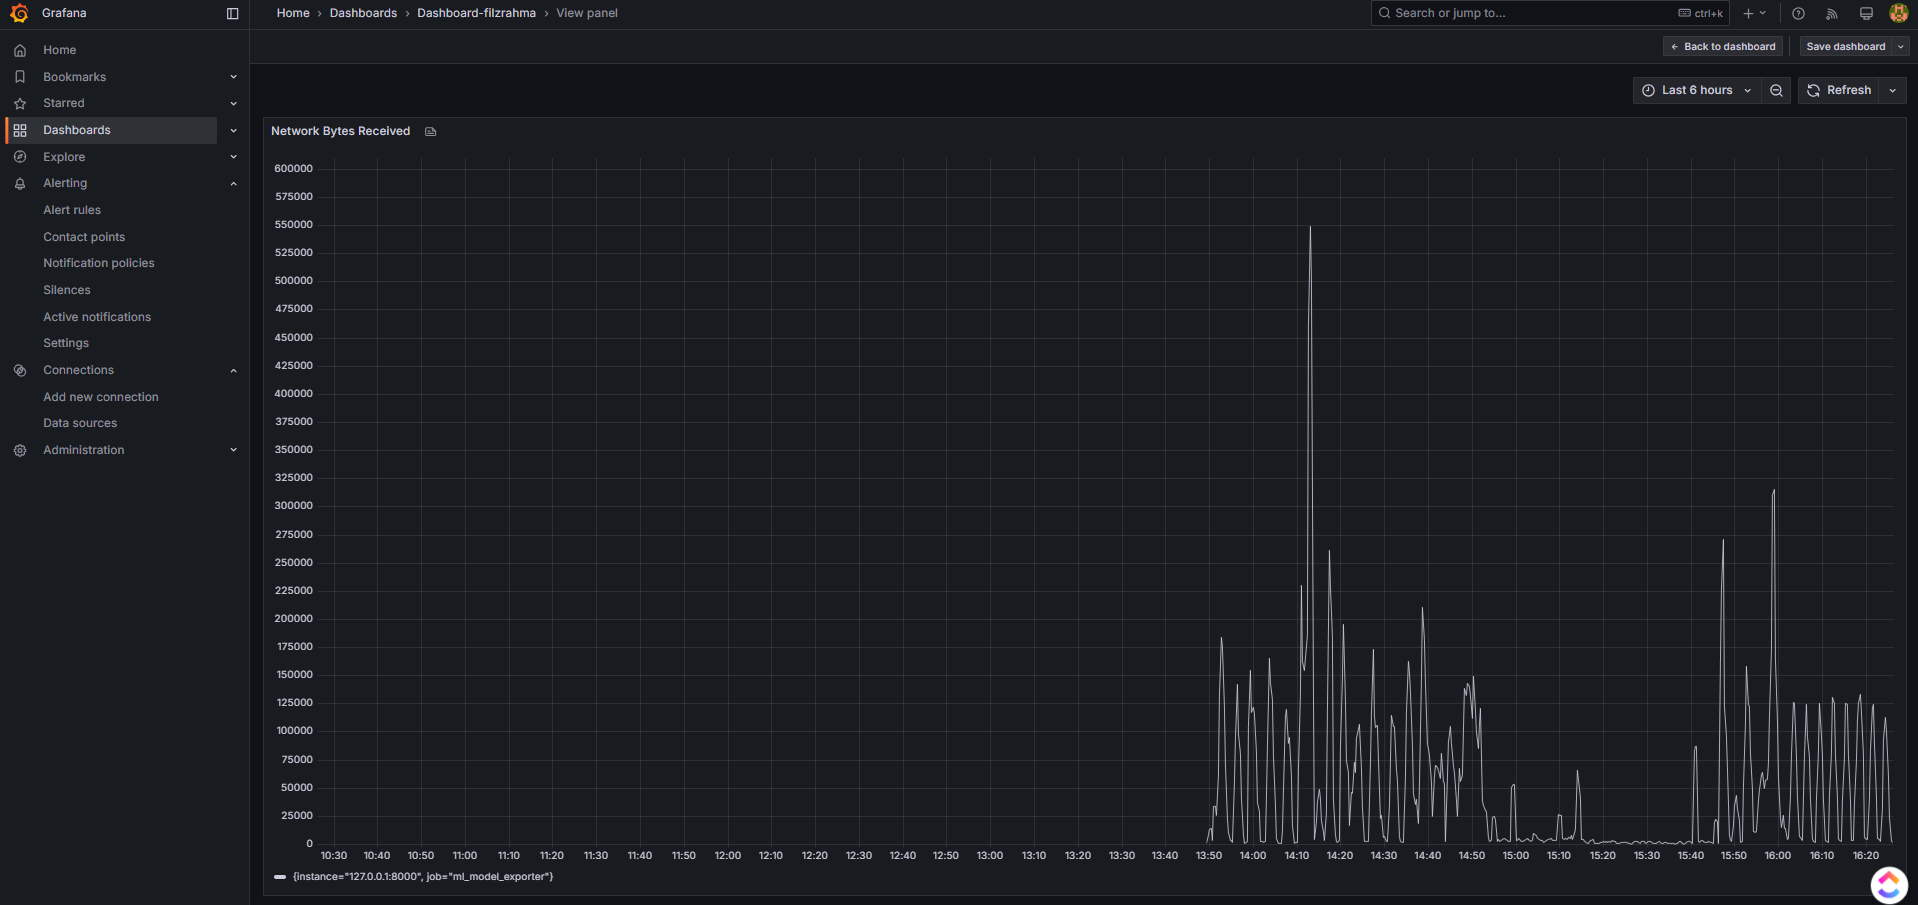 Grafana
Home › Dashboards › Dashboard-filzrahma › View panel
Search or jump to...
ctrl+k
Back to dashboard
Save dashboard
Home
Bookmarks
Starred
Dashboards
Explore
Alerting
Alert rules
Contact points
Notification policies
Silences
Active notifications
Settings
Connections
Add new connection
Data sources
Administration
Last 6 hours
Refresh
Network Bytes Received
600000
575000
550000
525000
500000
475000
450000
425000
400000
375000
350000
325000
300000
275000
250000
225000
200000
175000
150000
125000
100000
75000
50000
25000
0
10:30 10:40 10:50 11:00 11:10 11:20 11:30 11:40 11:50 12:00 12:10 12:20 12:30 12:40 12:50 13:00 13:10 13:20 13:30 13:40 13:50 14:00 14:10 14:20 14:30 14:40 14:50 15:00 15:10 15:20 15:30 15:40 15:50 16:00 16:10 16:20
{instance="127.0.0.1:8000", job="ml_model_exporter"}